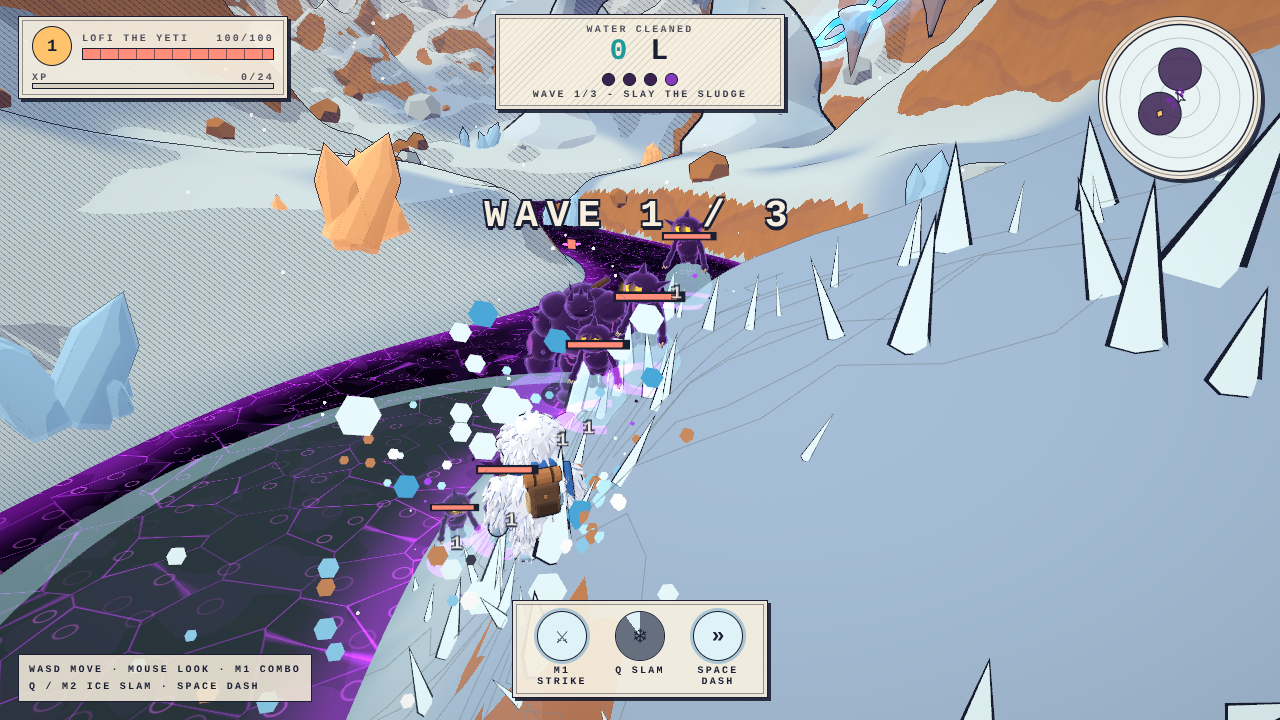 1
LOFI THE YETI 100/100
XP 0/24
WATER CLEANED
0 L
WAVE 1/3 - SLAY THE SLUDGE
WAVE 1 / 3
1
1
1
1
1
WASD MOVE · MOUSE LOOK · M1 COMBO
Q / M2 ICE SLAM · SPACE DASH
M1 STRIKE
Q SLAM
SPACE DASH